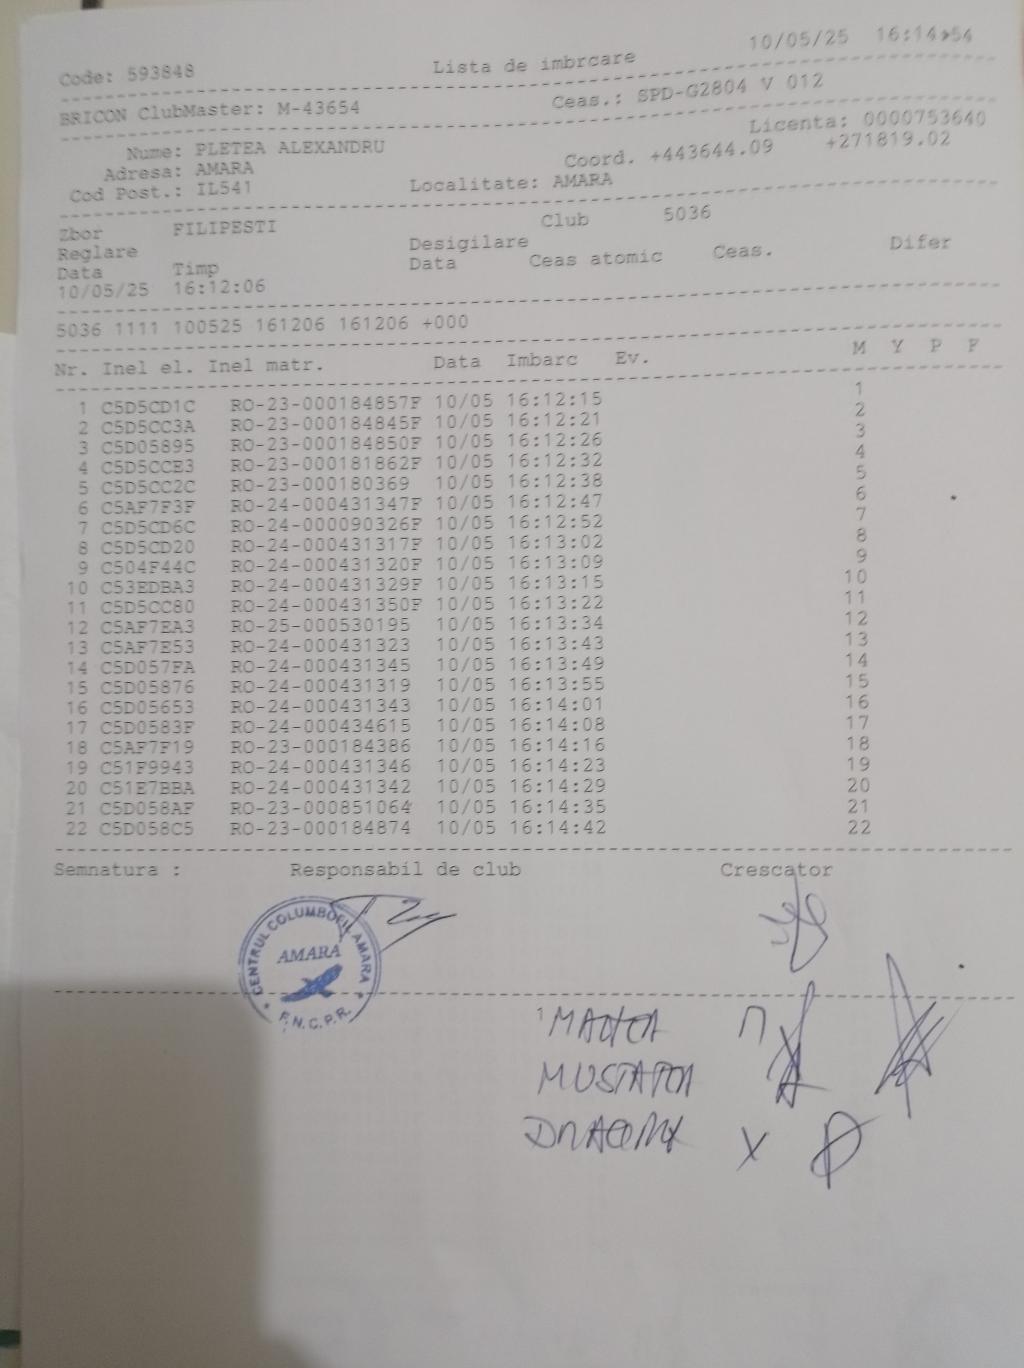 10/05/25 16:14:54
Code: 593848 Lista de imbrcare
BRICON ClubMaster: M-43654 Ceas.: SPD-G2804 V 012
Licenta: 0000753640
Nume: PLETEA ALEXANDRU Coord. +443644.09 +271819.02
Adresa: AMARA
Cod Post.: IL541 Localitate: AMARA
Zbor FILIPESTI Club 5036
Reglare Desigilare
Data Timp Data Ceas atomic Ceas. Difer
10/05/25 16:12:06
5036 1111 100525 161206 161206 +000
Nr. Inel el. Inel matr. Data Imbarc Ev. M Y P F
1 C5D5CD1C RO-23-000184857F 10/05 16:12:15 1
2 C5D5CC3A RO-23-000184845F 10/05 16:12:21 2
3 C5D05895 RO-23-000184850F 10/05 16:12:26 3
4 C5D5CCE3 RO-23-000181862F 10/05 16:12:32 4
5 C5D5CC2C RO-23-000180369 10/05 16:12:38 5
6 C5AF7F3F RO-24-000431347F 10/05 16:12:47 6
7 C5D5CD6C RO-24-000090326F 10/05 16:12:52 7
8 C5D5CD20 RO-24-000431317F 10/05 16:13:02 8
9 C504F44C RO-24-000431320F 10/05 16:13:09 9
10 C53EDBA3 RO-24-000431329F 10/05 16:13:15 10
11 C5D5CC80 RO-24-000431350F 10/05 16:13:22 11
12 C5AF7EA3 RO-25-000530195 10/05 16:13:34 12
13 C5AF7E53 RO-24-000431323 10/05 16:13:43 13
14 C5D057FA RO-24-000431345 10/05 16:13:49 14
15 C5D05876 RO-24-000431319 10/05 16:13:55 15
16 C5D05653 RO-24-000431343 10/05 16:14:01 16
17 C5D0583F RO-24-000434615 10/05 16:14:08 17
18 C5AF7F19 RO-23-000184386 10/05 16:14:16 18
19 C51F9943 RO-24-000431346 10/05 16:14:23 19
20 C51E7BBA RO-24-000431342 10/05 16:14:29 20
21 C5D058AF RO-23-000851064 10/05 16:14:35 21
22 C5D058C5 RO-23-000184874 10/05 16:14:42 22
Semnatura : Responsabil de club Crescator
CENTRUL COLUMBOFIL AMARA
AMARA
F.N.C.P.R.
1